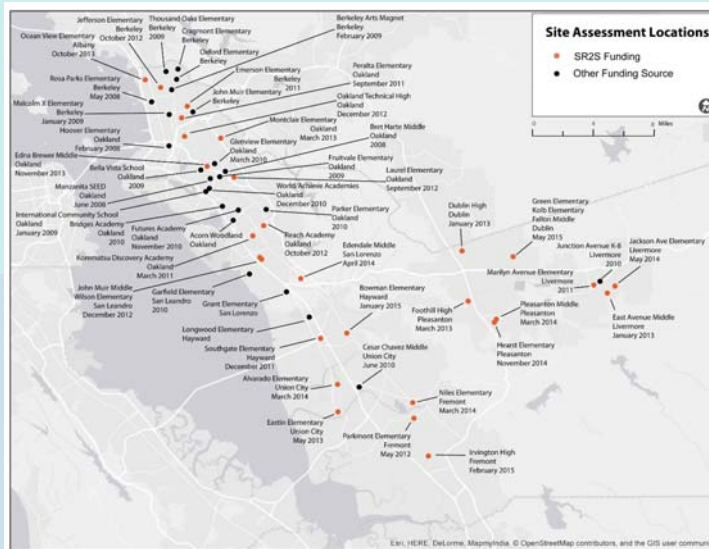 Site Assessment Locations
SR2S Funding
Other Funding Source
Miles
0
4
8
Jefferson Elementary
Berkeley
October 2012
Thousand Oaks Elementary
Berkeley
2009
Cragmont Elementary
Berkeley
Oxford Elementary
Berkeley
Berkeley Arts Magnet
Berkeley
February 2009
Ocean View Elementary
Albany
October 2013
Emerson Elementary
Berkeley
2011
Rosa Parks Elementary
Berkeley
May 2008
John Muir Elementary
Berkeley
Peralta Elementary
Oakland
September 2011
Malcolm X Elementary
Berkeley
January 2009
Oakland Technical High
Oakland
December 2012
Hoover Elementary
Oakland
February 2008
Montclair Elementary
Oakland
March 2013
Glenview Elementary
Oakland
March 2010
Bret Harte Middle
Oakland
2008
Edna Brewer Middle
Oakland
November 2013
Bella Vista School
Oakland
2009
Fruitvale Elementary
Oakland
2009
Laurel Elementary
Oakland
September 2012
Manzanita SEED
Oakland
June 2008
World/Achieve Academies
Oakland
December 2010
International Community School
Oakland
January 2009
Bridges Academy
Oakland
2010
Futures Academy
Oakland
November 2010
Acorn Woodland
Oakland
Parker Elementary
Oakland
2010
Reach Academy
Oakland
October 2012
Korematsu Discovery Academy
Oakland
March 2011
Edendale Middle
San Lorenzo
April 2014
John Muir Middle
Wilson Elementary
San Leandro
December 2012
Garfield Elementary
San Leandro
2010
Grant Elementary
San Lorenzo
Bowman Elementary
Hayward
January 2015
Longwood Elementary
Hayward
Southgate Elementary
Hayward
December 2011
Cesar Chavez Middle
Union City
June 2010
Alvarado Elementary
Union City
March 2014
Eastin Elementary
Union City
May 2013
Niles Elementary
Fremont
March 2014
Parkmont Elementary
Fremont
May 2012
Irvington High
Fremont
February 2015
Dublin High
Dublin
January 2013
Green Elementary
Kolb Elementary
Fallon Middle
Dublin
May 2015
Junction Avenue K-8
Livermore
2010
Jackson Ave Elementary
Livermore
May 2014
Marilyn Avenue Elementary
Livermore
2011
East Avenue Middle
Livermore
January 2013
Foothill High
Pleasanton
March 2013
Pleasanton Middle
Pleasanton
March 2014
Hearst Elementary
Pleasanton
November 2014
Esri, HERE, DeLorme, MapmyIndia, © OpenStreetMap contributors, and the GIS user communi